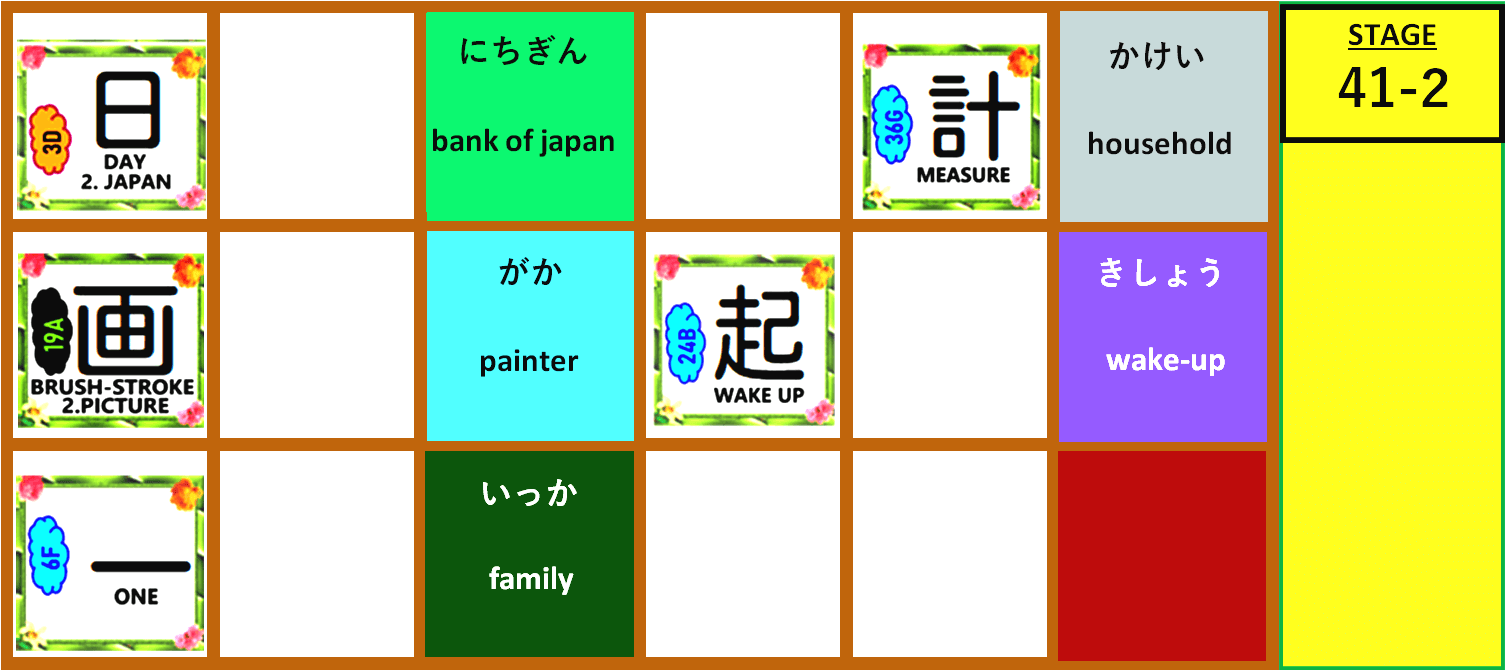 3D
日
DAY
2. JAPAN
にちぎん
bank of japan
36G
計
MEASURE
かけい
household
STAGE
41-2
19A
画
BRUSH-STROKE
2.PICTURE
がか
painter
24B
起
WAKE UP
きしょう
wake-up
6F
一
ONE
いっか
family